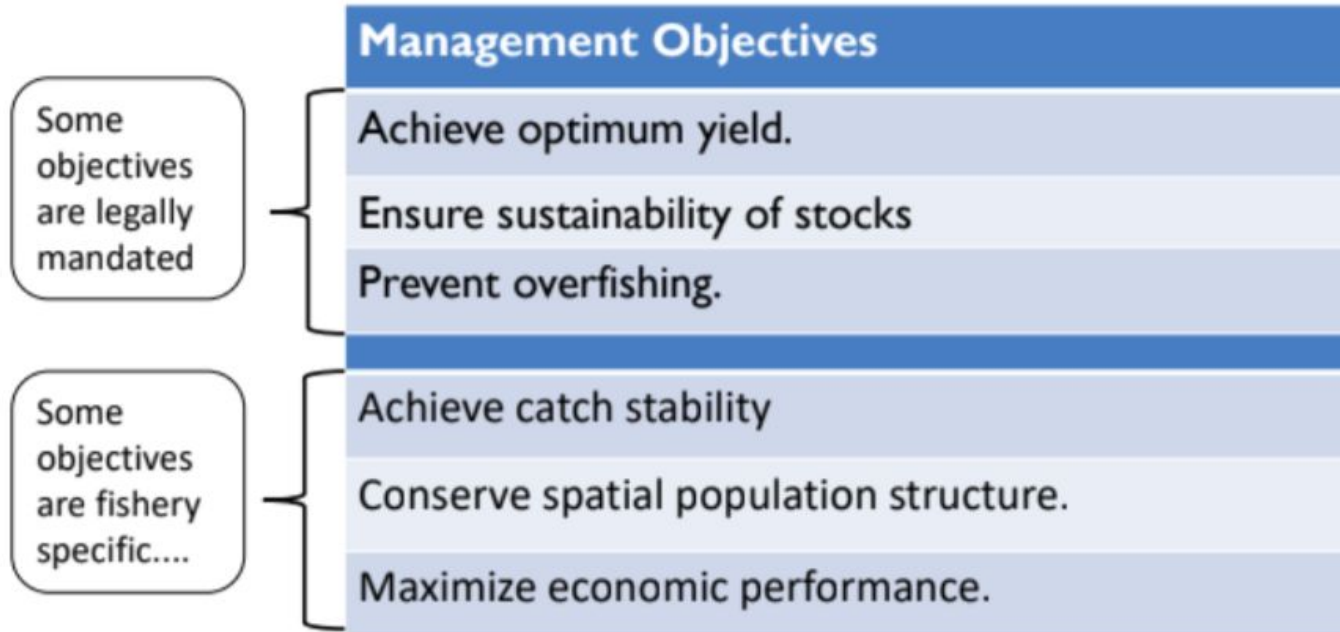 Management Objectives
Some
objectives
are legally
mandated
Achieve optimum yield.
Ensure sustainability of stocks
Prevent overfishing.
Some
objectives
are fishery
specific....
Achieve catch stability
Conserve spatial population structure.
Maximize economic performance.